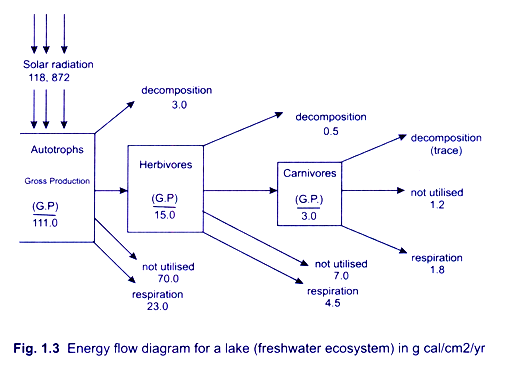 Solar radiation
118, 872
decomposition
3.0
Autotrophs
Gross Production
(G.P)
111.0
not utilised
70.0
respiration
23.0
Herbivores
(G.P)
15.0
decomposition
0.5
not utilised
7.0
respiration
4.5
Carnivores
(G.P.)
3.0
decomposition
(trace)
not utilised
1.2
respiration
1.8
Fig. 1.3 Energy flow diagram for a lake (freshwater ecosystem) in g cal/cm2/yr